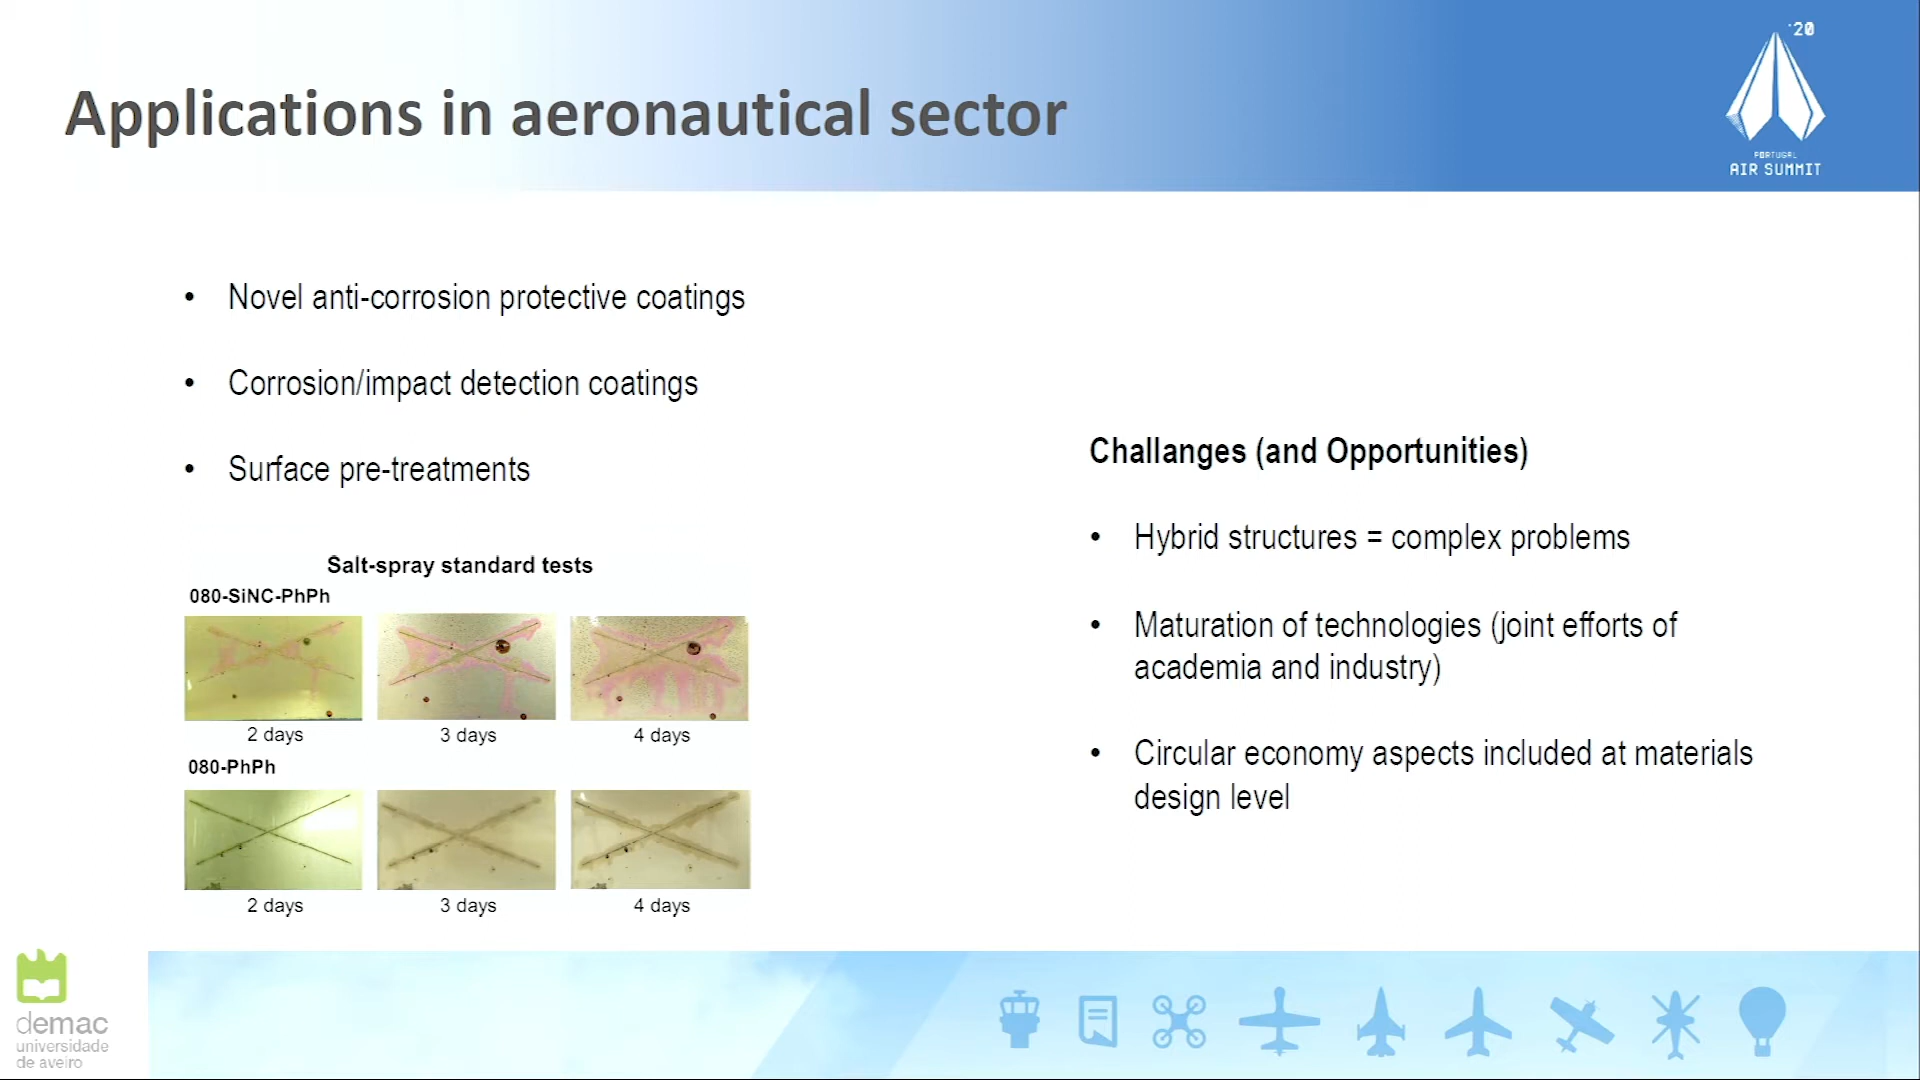 '20
PORTUGAL
AIR SUMMIT
Applications in aeronautical sector
• Novel anti-corrosion protective coatings
• Corrosion/impact detection coatings
• Surface pre-treatments
Salt-spray standard tests
080-SiNC-PhPh
2 days
3 days
4 days
080-PhPh
2 days
3 days
4 days
Challanges (and Opportunities)
• Hybrid structures = complex problems
• Maturation of technologies (joint efforts of
academia and industry)
• Circular economy aspects included at materials
design level
demac
universidade
de aveiro